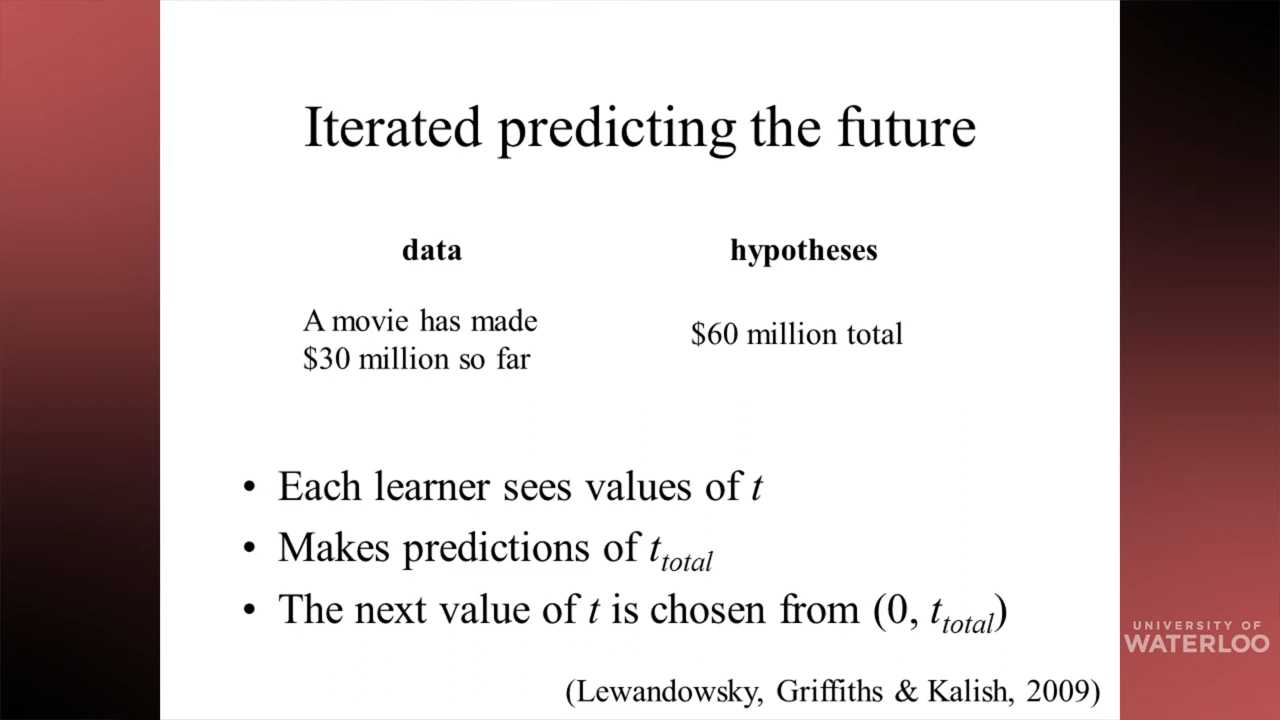 Iterated predicting the future
data
hypotheses
A movie has made
$30 million so far
$60 million total
• Each learner sees values of t
• Makes predictions of t_total
• The next value of t is chosen from (0, t_total)
(Lewandowsky, Griffiths & Kalish, 2009)
UNIVERSITY OF
WATERLOO